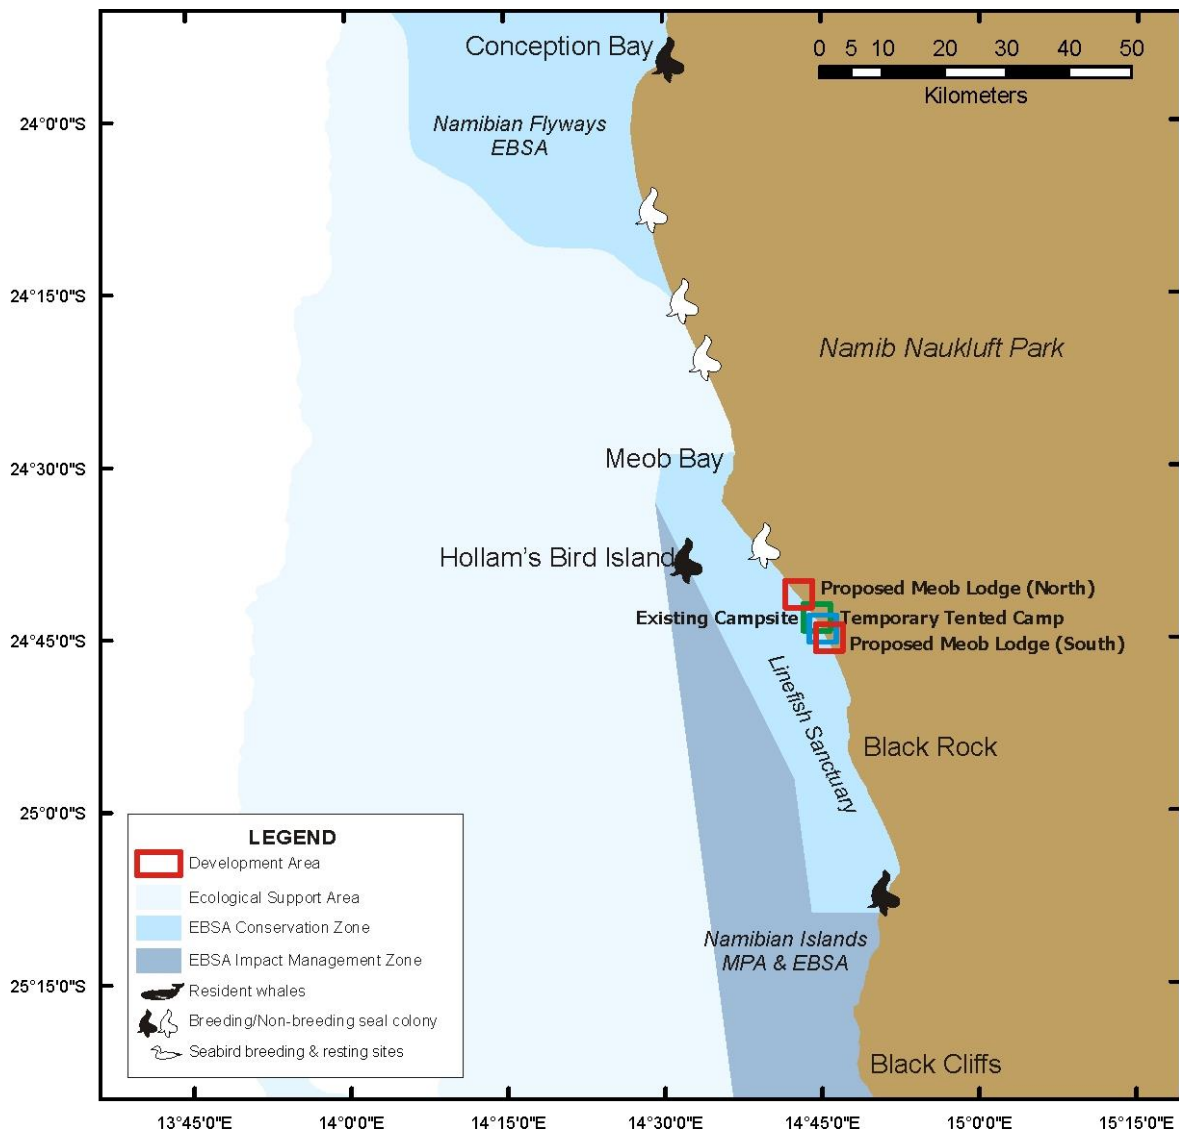 Conception Bay
0 5 10 20 30 40 50
Kilometers
24°0'0"S
Namibian Flyways
EBSA
24°15'0"S
Namib Naukluft Park
Meob Bay
24°30'0"S
Hollam's Bird Island
Proposed Meob Lodge (North)
Existing Campsite
Temporary Tented Camp
24°45'0"S
Proposed Meob Lodge (South)
Linefish Sanctuary
Black Rock
25°0'0"S
LEGEND
Development Area
Ecological Support Area
EBSA Conservation Zone
EBSA Impact Management Zone
Resident whales
Breeding/Non-breeding seal colony
Seabird breeding & resting sites
Namibian Islands
MPA & EBSA
25°15'0"S
Black Cliffs
13°45'0"E 14°0'0"E 14°15'0"E 14°30'0"E 14°45'0"E 15°0'0"E 15°15'0"E